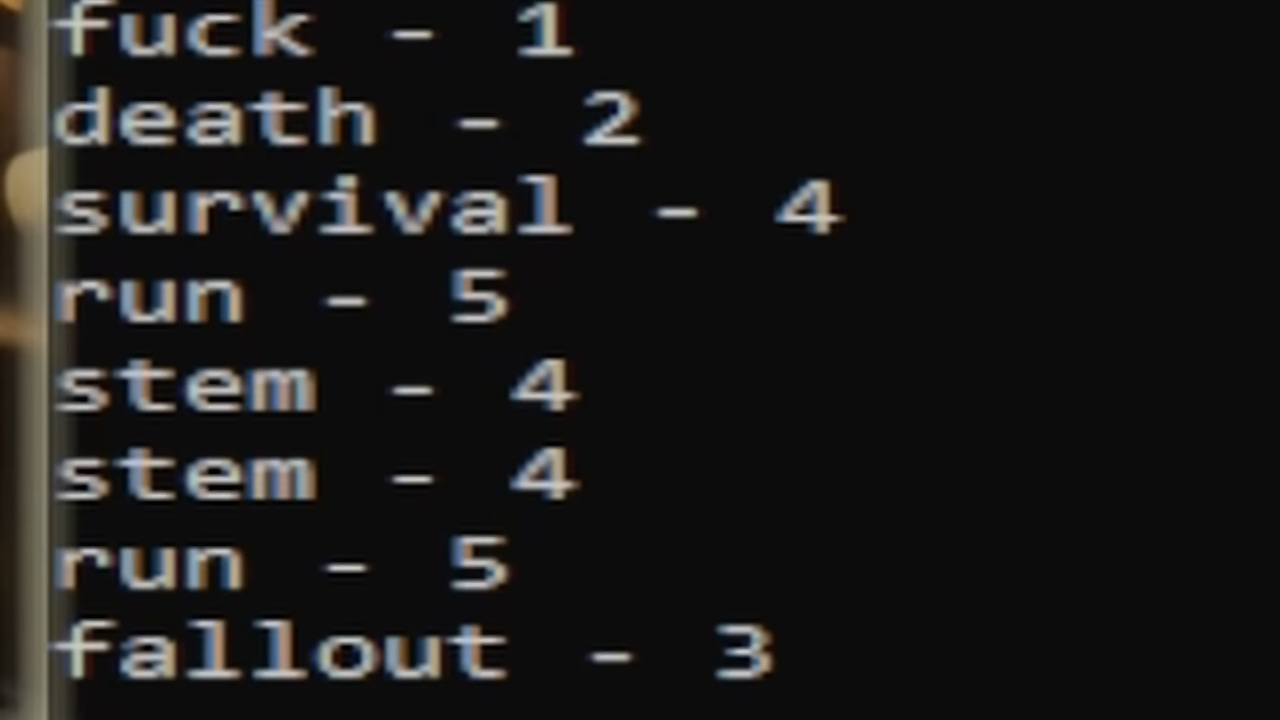 fuck - 1
death - 2
survival - 4
run - 5
stem - 4
stem - 4
run - 5
fallout - 3